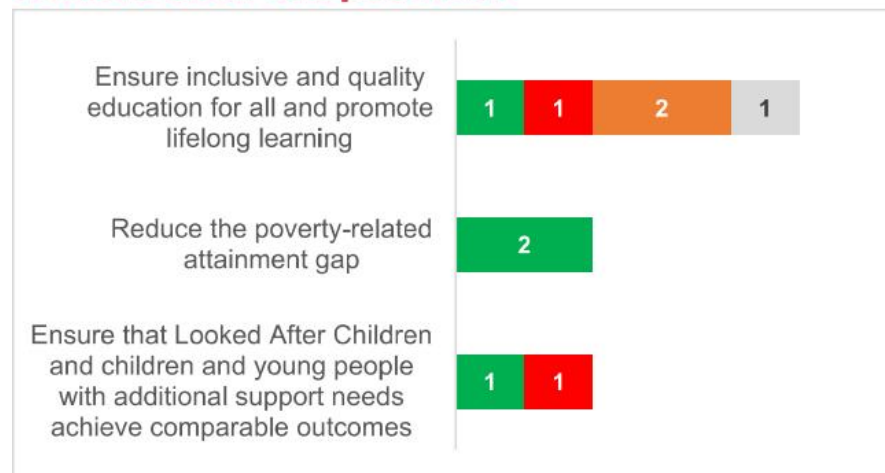 Ensure inclusive and quality
education for all and promote
lifelong learning
1 1 2 1
Reduce the poverty-related
attainment gap
2
Ensure that Looked After Children
and children and young people
with additional support needs
achieve comparable outcomes
1 1